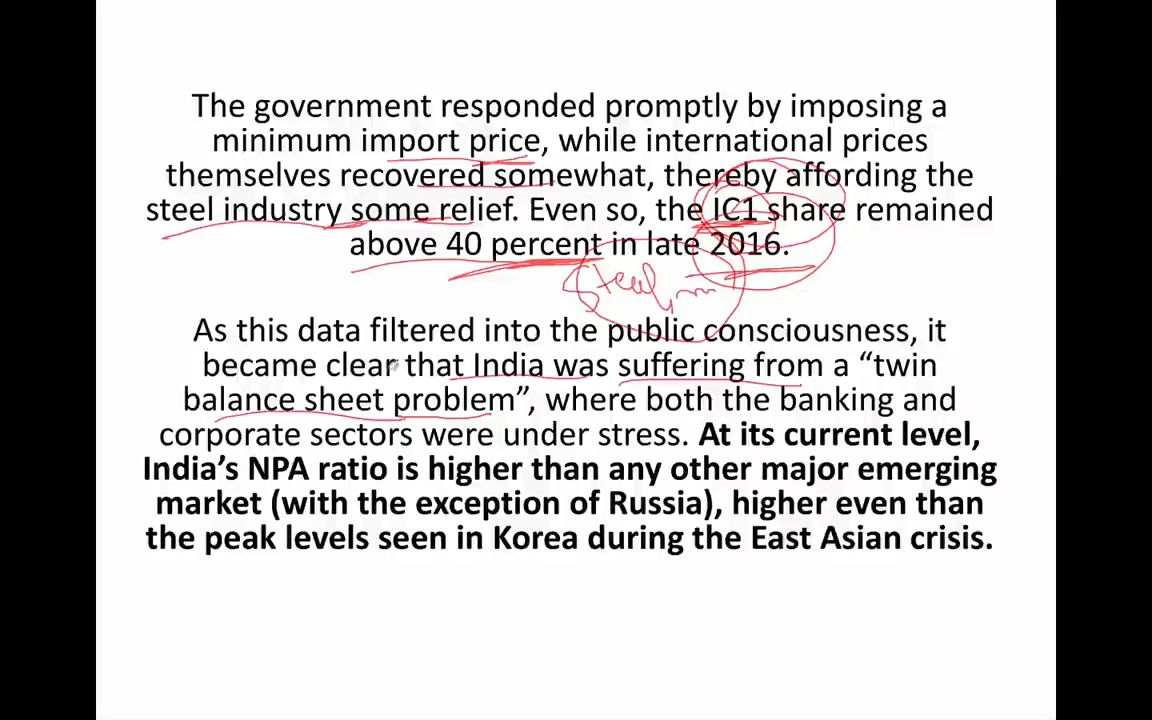 The government responded promptly by imposing a
minimum import price, while international prices
themselves recovered somewhat, thereby affording the
steel industry some relief. Even so, the IC1 share remained
above 40 percent in late 2016.
Steel
As this data filtered into the public consciousness, it
became clear that India was suffering from a “twin
balance sheet problem”, where both the banking and
corporate sectors were under stress. At its current level,
India’s NPA ratio is higher than any other major emerging
market (with the exception of Russia), higher even than
the peak levels seen in Korea during the East Asian crisis.